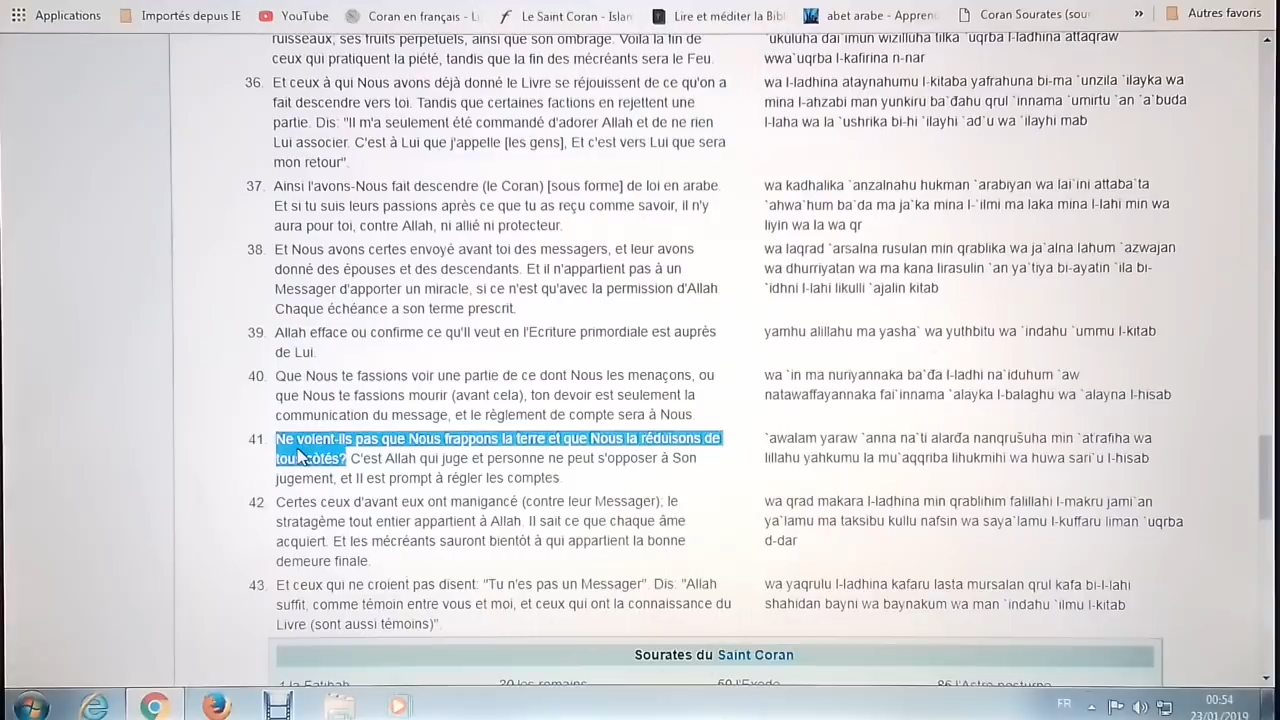 Applications
Importés depuis IE
YouTube
Coran en français - Li
Le Saint Coran - Islam
Lire et méditer la Bibl
abet arabe - Apprent
Coran Sourates (sour
»
Autres favoris
ruisseaux; ses fruits perpétuels, ainsi que son ombrage. Voilà la fin de
ceux qui pratiquent la piété, tandis que la fin des mécréants sera le Feu.
36. Et ceux à qui Nous avons déjà donné le Livre se réjouissent de ce qu'on a
fait descendre vers toi. Tandis que certaines factions en rejettent une
partie. Dis: "Il m'a seulement été commandé d'adorer Allah et de ne rien
Lui associer. C'est à Lui que j'appelle [les gens], Et c'est vers Lui que sera
mon retour".
37. Ainsi l'avons-Nous fait descendre (le Coran) [sous forme] de loi en arabe.
Et si tu suis leurs passions après ce que tu as reçu comme savoir, il n'y
aura pour toi, contre Allah, ni allié ni protecteur.
38. Et Nous avons certes envoyé avant toi des messagers, et leur avons
donné des épouses et des descendants. Et il n'appartient pas à un
Messager d'apporter un miracle, si ce n'est qu'avec la permission d'Allah
Chaque échéance a son terme prescrit.
39. Allah efface ou confirme ce qu'Il veut en l'Ecriture primordiale est auprès
de Lui.
40. Que Nous te fassions voir une partie de ce dont Nous les menaçons, ou
que Nous te fassions mourir (avant cela), ton devoir est seulement la
communication du message, et le règlement de compte sera à Nous.
41. Ne voient-ils pas que Nous frappons la terre et que Nous la réduisons de
tous côtés? C'est Allah qui juge et personne ne peut s'opposer à Son
jugement, et Il est prompt à régler les comptes.
42. Certes ceux d'avant eux ont manigancé (contre leur Messager); le
stratagème tout entier appartient à Allah. Il sait ce que chaque âme
acquiert. Et les mécréants sauront bientôt à qui appartient la bonne
demeure finale.
43. Et ceux qui ne croient pas disent: "Tu n'es pas un Messager". Dis: "Allah
suffit, comme témoin entre vous et moi, et ceux qui ont la connaissance du
Livre (sont aussi témoins)".
`ukuluha da`imun wizilluha tilka `uqrba l-ladhina attaqraw
wwa`uqrba l-kafirina n-nar
wa l-ladhina ataynahumu l-kitaba yafrahuna bi-ma `unzila `ilayka wa
mina l-ahzabi man yunkiru ba`đahu qrul `innama `umirtu `an `a`buda
l-laha wa la `ushrika bi-hi `ilayhi `ad`u wa `ilayhi mab
wa kadhalika `anzalnahu hukman `arabiyan wa lai`ini attaba`ta
`ahwa`hum ba`da ma ja`ka mina l-`ilmi ma laka mina l-lahi min wa
liyin wa la wa qr
wa laqrad `arsalna rusulan min qrablika wa ja`alna lahum `azwajan
wa dhurriyatan wa ma kana lirasulin `an ya`tiya bi-ayatin `ila bi-
`idhni l-lahi likulli `ajalin kitab
yamhu alillahu ma yasha` wa yuthbitu wa `indahu `ummu l-kitab
wa `in ma nuriyannaka ba`đa l-ladhi na`iduhum `aw
natawaffayannaka fai`innama `alayka l-balaghu wa `alayna l-hisab
`awalam yaraw `anna na`ti alarđa nanqruŝuha min `aŧrafiha wa
lillahu yahkumu la mu`aqqriba lihukmihi wa huwa sari`u l-hisab
wa qrad makara l-ladhina min qrablihim falillahi l-makru jami`an
ya`lamu ma taksibu kullu nafsin wa saya`lamu l-kuffaru liman `uqrba
d-dar
wa yaqrulu l-ladhina kafaru lasta mursalan qrul kafa bi-l-lahi
shahidan bayni wa baynakum wa man `indahu `ilmu l-kitab
Sourates du Saint Coran
FR
00:54
23/01/2019